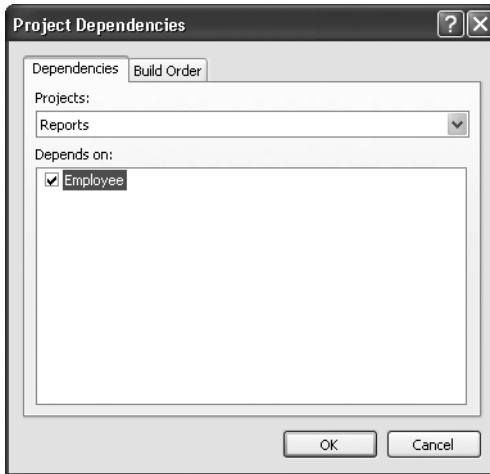 Project Dependencies
Dependencies Build Order
Projects:
Reports
Depends on:
Employee
OK Cancel